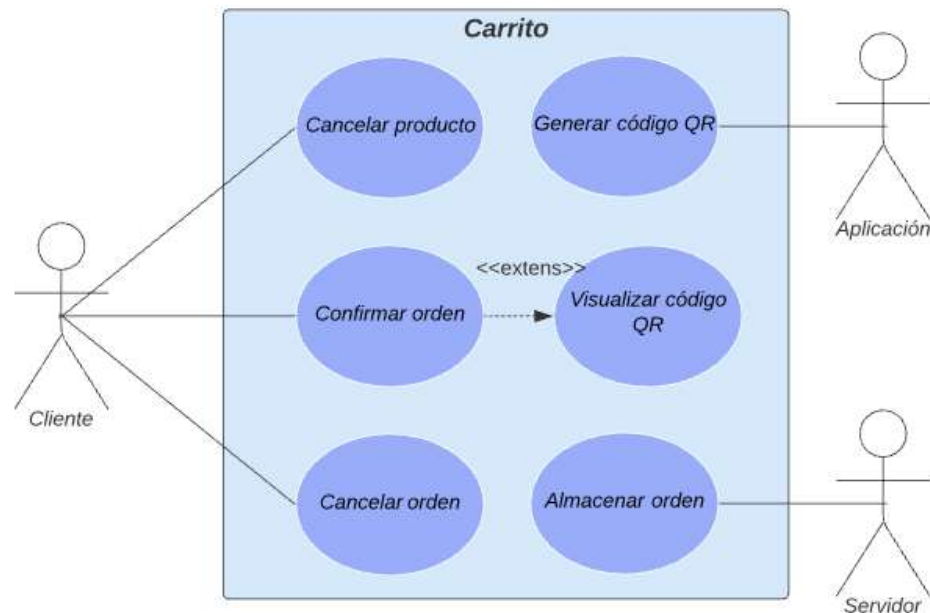 Carrito
Cancelar producto
Generar código QR
Aplicación
<<extens>>
Confirmar orden
Visualizar código
QR
Cliente
Cancelar orden
Almacenar orden
Servidor